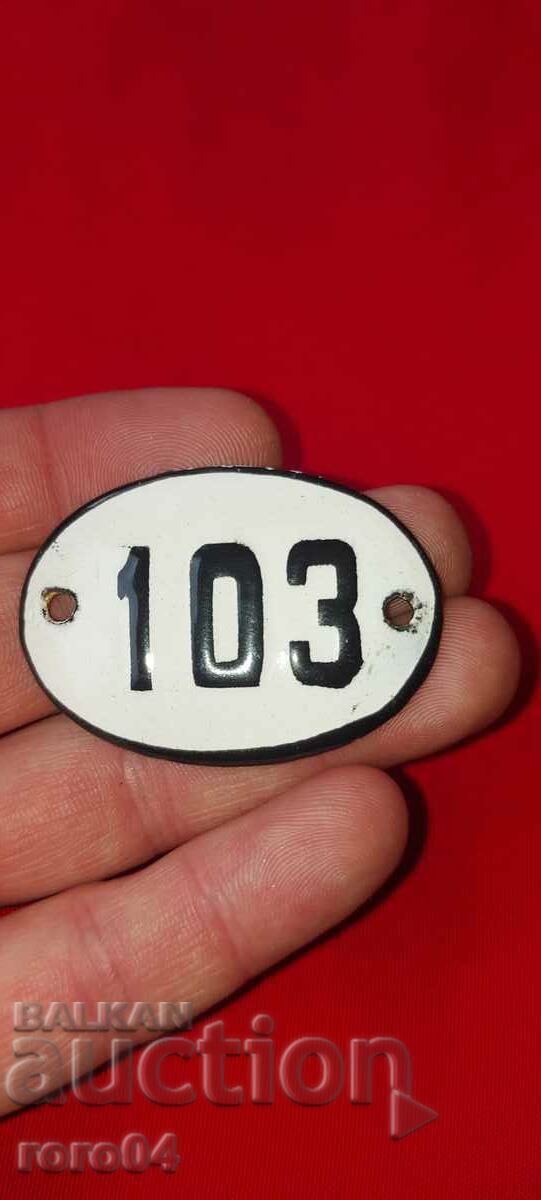 103
BALKAN
auction
roro04